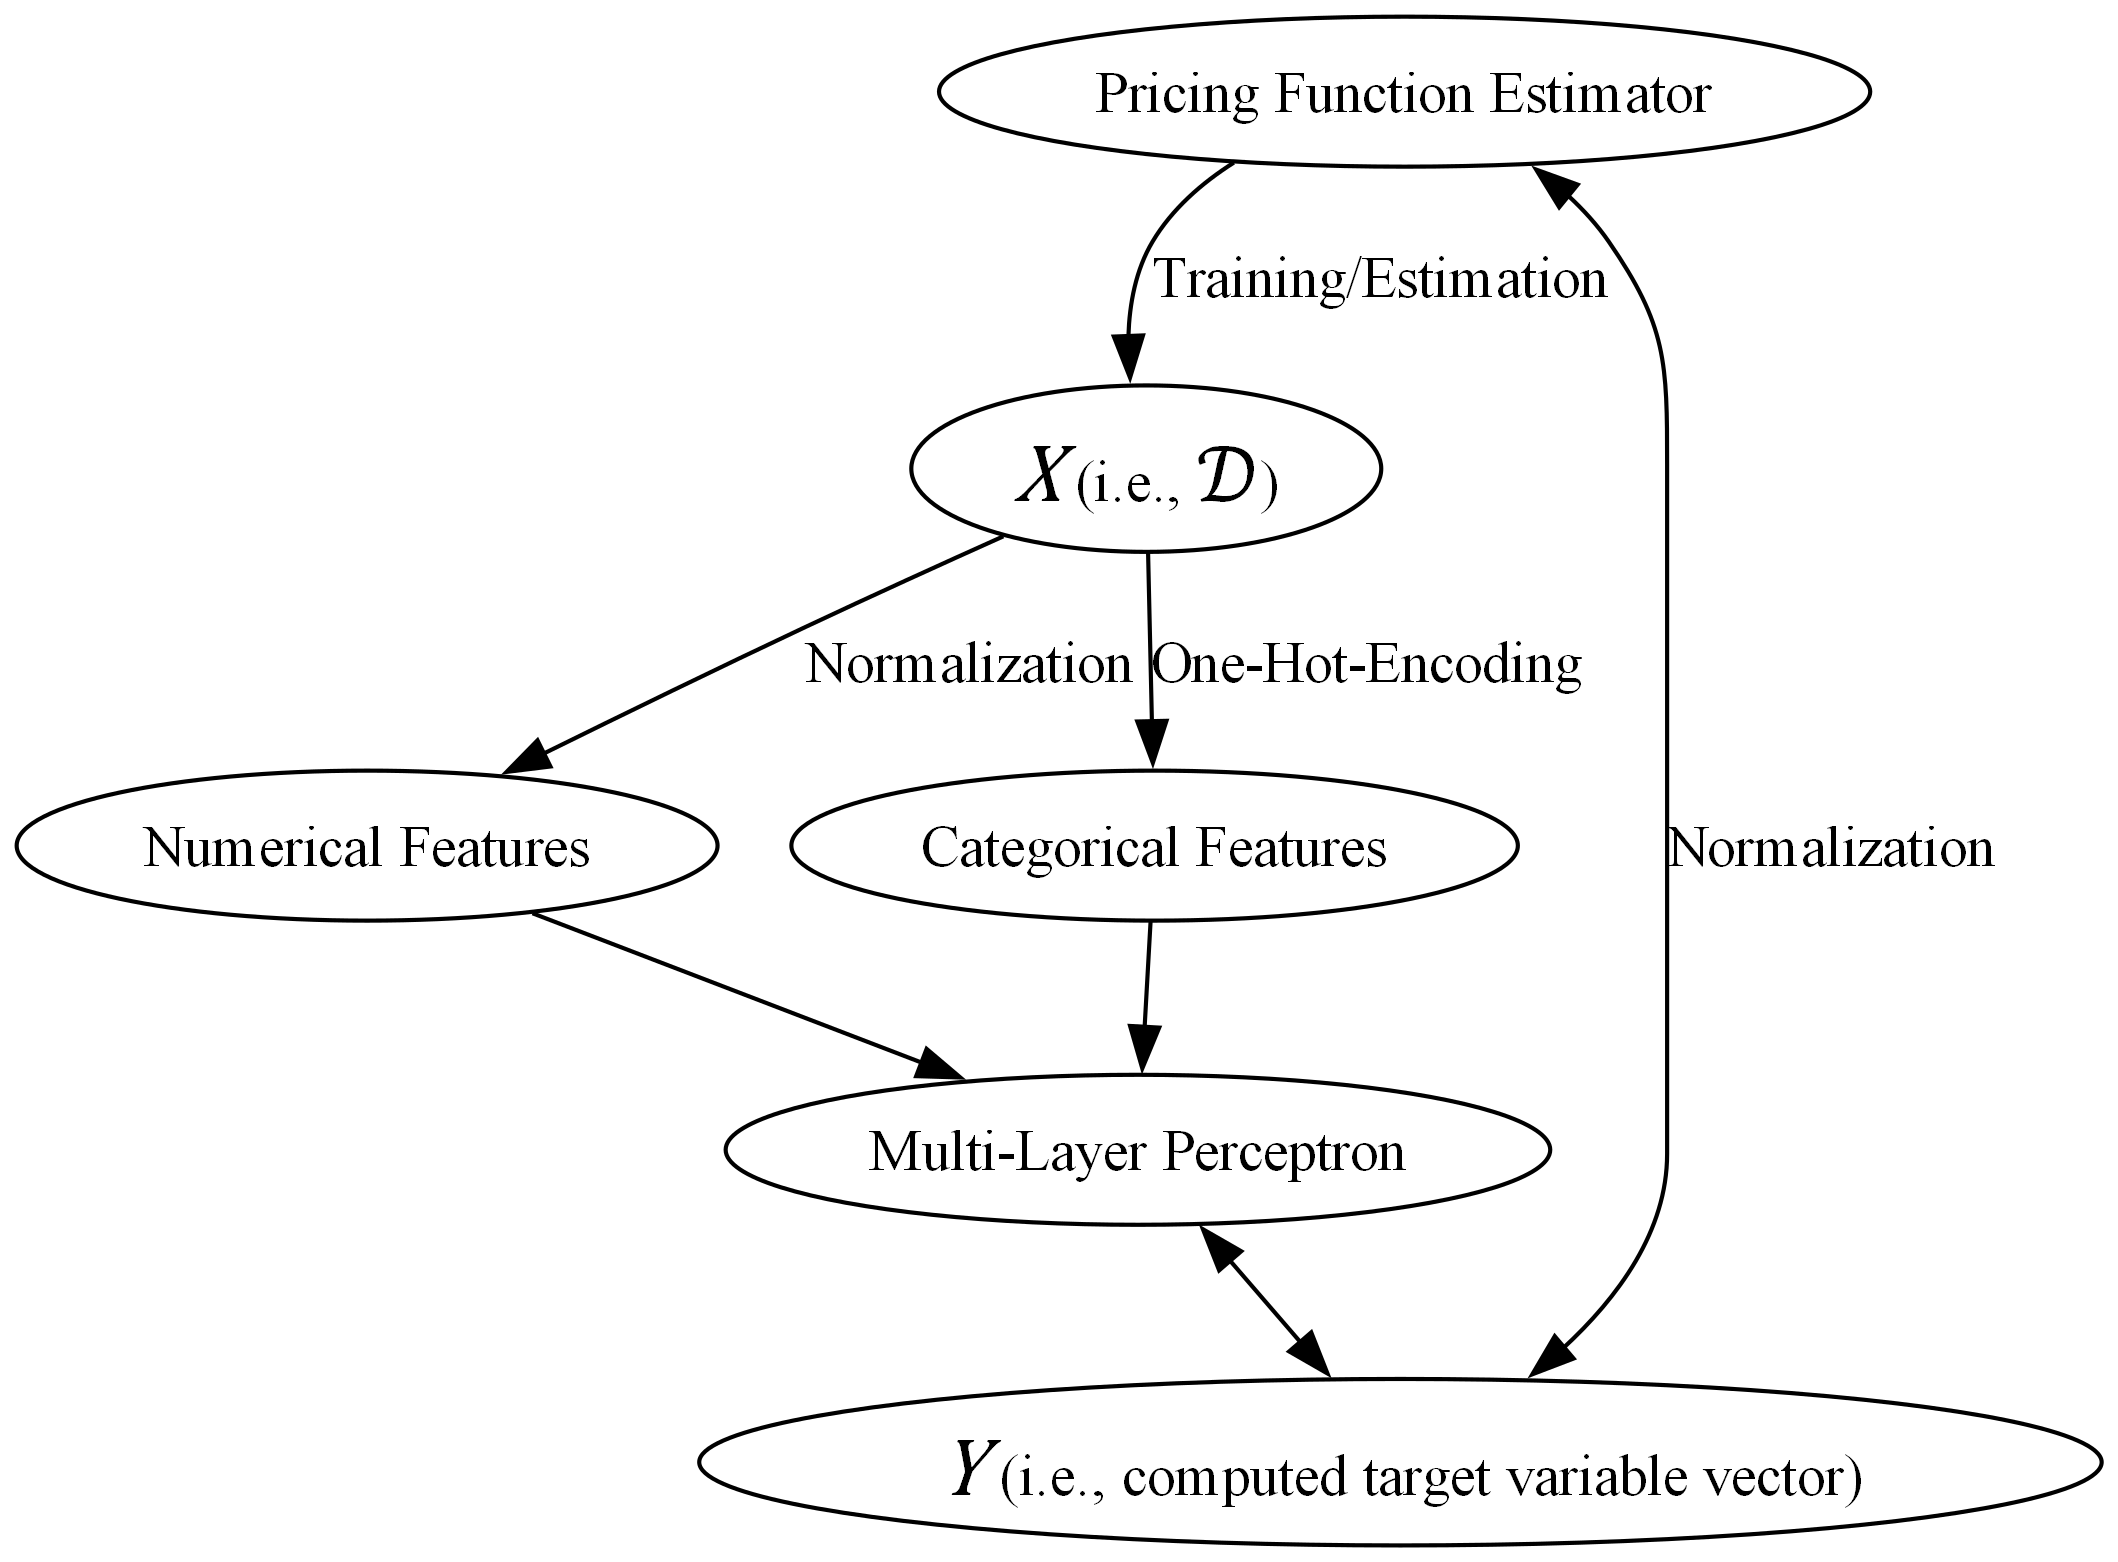 Pricing Function Estimator
Training/Estimation
X(i.e., 𝒟)
Normalization
One-Hot-Encoding
Numerical Features
Categorical Features
Normalization
Multi-Layer Perceptron
Y(i.e., computed target variable vector)